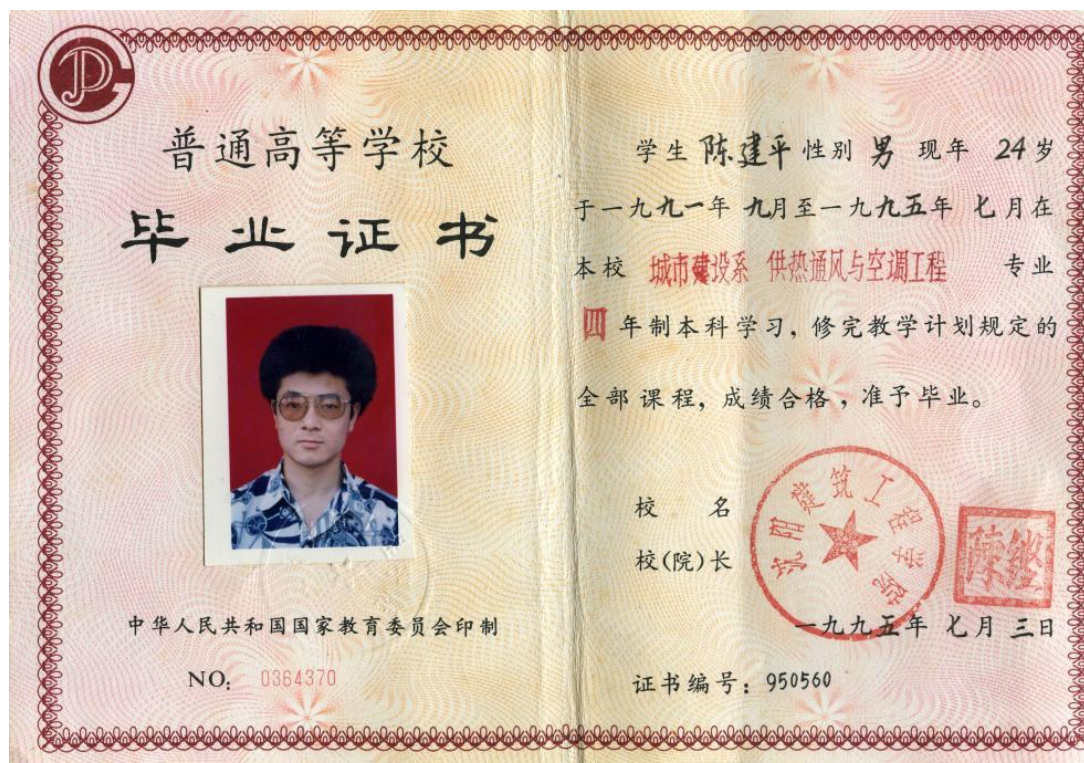 普通高等学校
毕业证书
中华人民共和国国家教育委员会印制
NO: 0364370
学生 陈建平 性别 男 现年 24 岁
于一九九一年 九月至一九九五年 七月在
本校 城市建设系 供热通风与空调工程 专业
四 年制本科学习，修完教学计划规定的
全部课程，成绩合格，准予毕业。
校 名
校(院)长
沈阳建筑工程学院
一九九五年 七月 三日
证书编号：950560